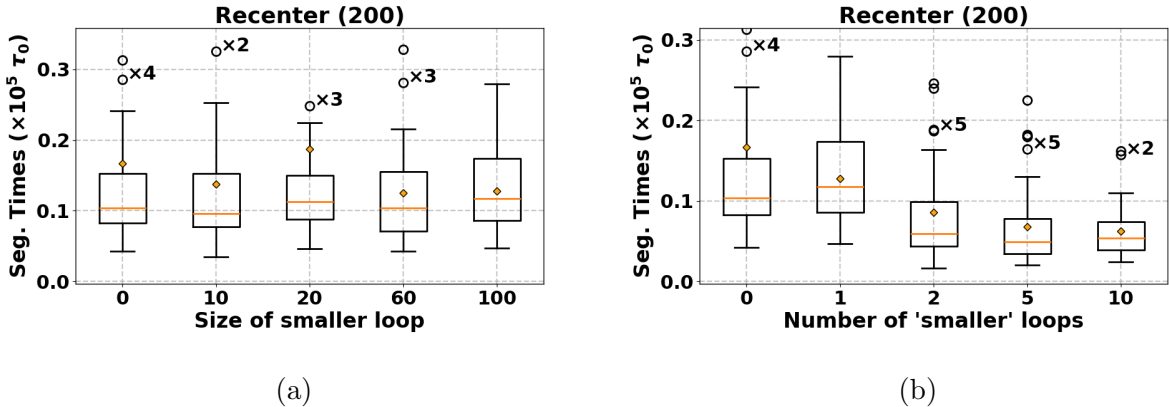 Recenter (200)
Seg. Times (×10⁵ τ₀)
0.3
0.2
0.1
0.0
×4
×2
×3
×3
0 10 20 60 100
Size of smaller loop
(a)
Recenter (200)
Seg. Times (×10⁵ τ₀)
0.3
0.2
0.1
0.0
×4
×5
×5
×2
0 1 2 5 10
Number of 'smaller' loops
(b)